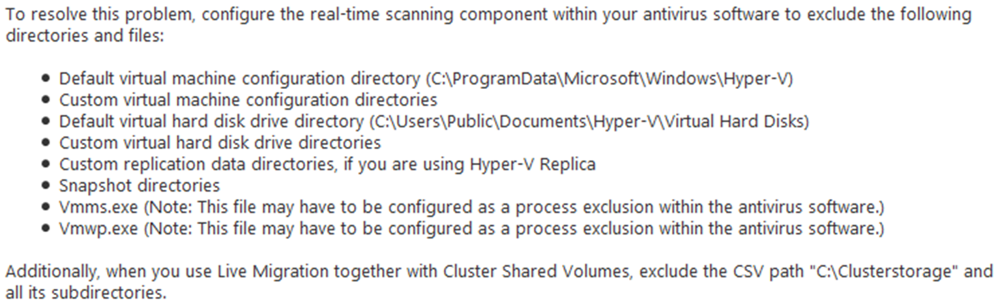 To resolve this problem, configure the real-time scanning component within your antivirus software to exclude the following
directories and files:
● Default virtual machine configuration directory (C:\ProgramData\Microsoft\Windows\Hyper-V)
● Custom virtual machine configuration directories
● Default virtual hard disk drive directory (C:\Users\Public\Documents\Hyper-V\Virtual Hard Disks)
● Custom virtual hard disk drive directories
● Custom replication data directories, if you are using Hyper-V Replica
● Snapshot directories
● Vmms.exe (Note: This file may have to be configured as a process exclusion within the antivirus software.)
● Vmwp.exe (Note: This file may have to be configured as a process exclusion within the antivirus software.)
Additionally, when you use Live Migration together with Cluster Shared Volumes, exclude the CSV path "C:\Clusterstorage" and
all its subdirectories.